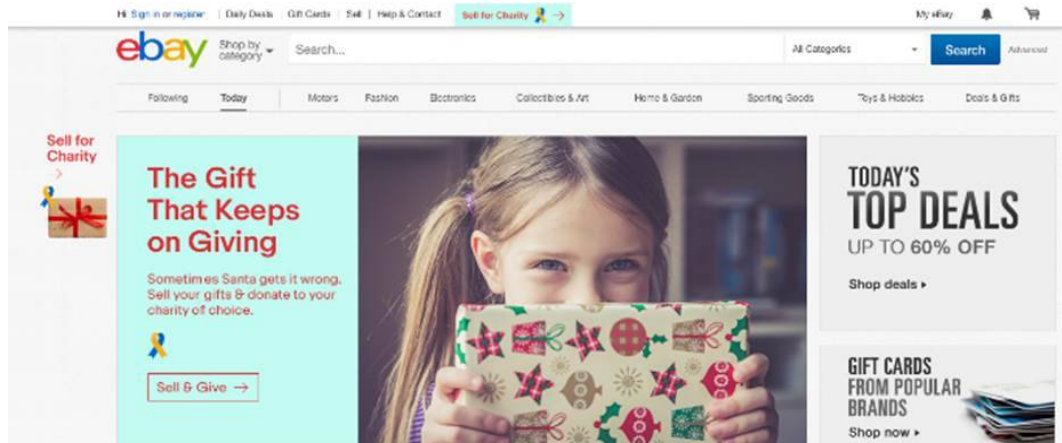 Hi Sign in or register | Daily Deals | Gift Cards | Sell | Help & Contact Sell for Charity → My eBay
ebay Shop by category Search... All Categories Search Advanced
Following Today Motors Fashion Electronics Collectibles & Art Home & Garden Sporting Goods Toys & Hobbies Deals & Gifts
Sell for
Charity
>
The Gift
That Keeps
on Giving
Sometimes Santa gets it wrong.
Sell your gifts & donate to your
charity of choice.
Sell & Give →
TODAY'S
TOP DEALS
UP TO 60% OFF
Shop deals ▸
GIFT CARDS
FROM POPULAR
BRANDS
Shop now ▸